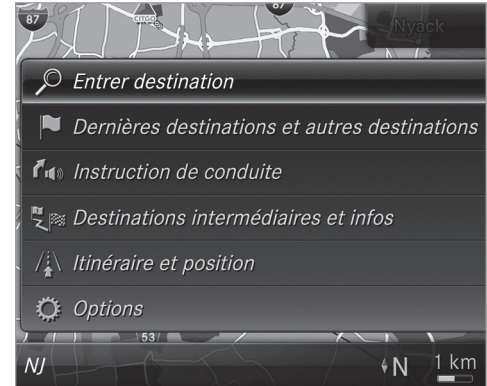 87
CITGO
87
Nyack
Entrer destination
Dernières destinations et autres destinations
Instruction de conduite
Destinations intermédiaires et infos
Itinéraire et position
Options
53
NJ
N
1 km